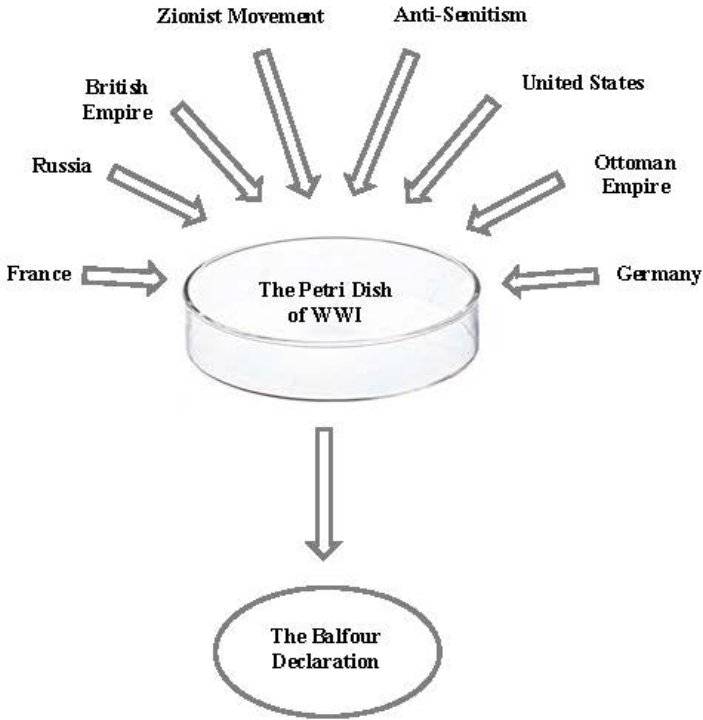 Zionist Movement
Anti-Semitism
British
Empire
United States
Russia
Ottoman
Empire
France
Germany
The Petri Dish
of WWI
The Balfour
Declaration